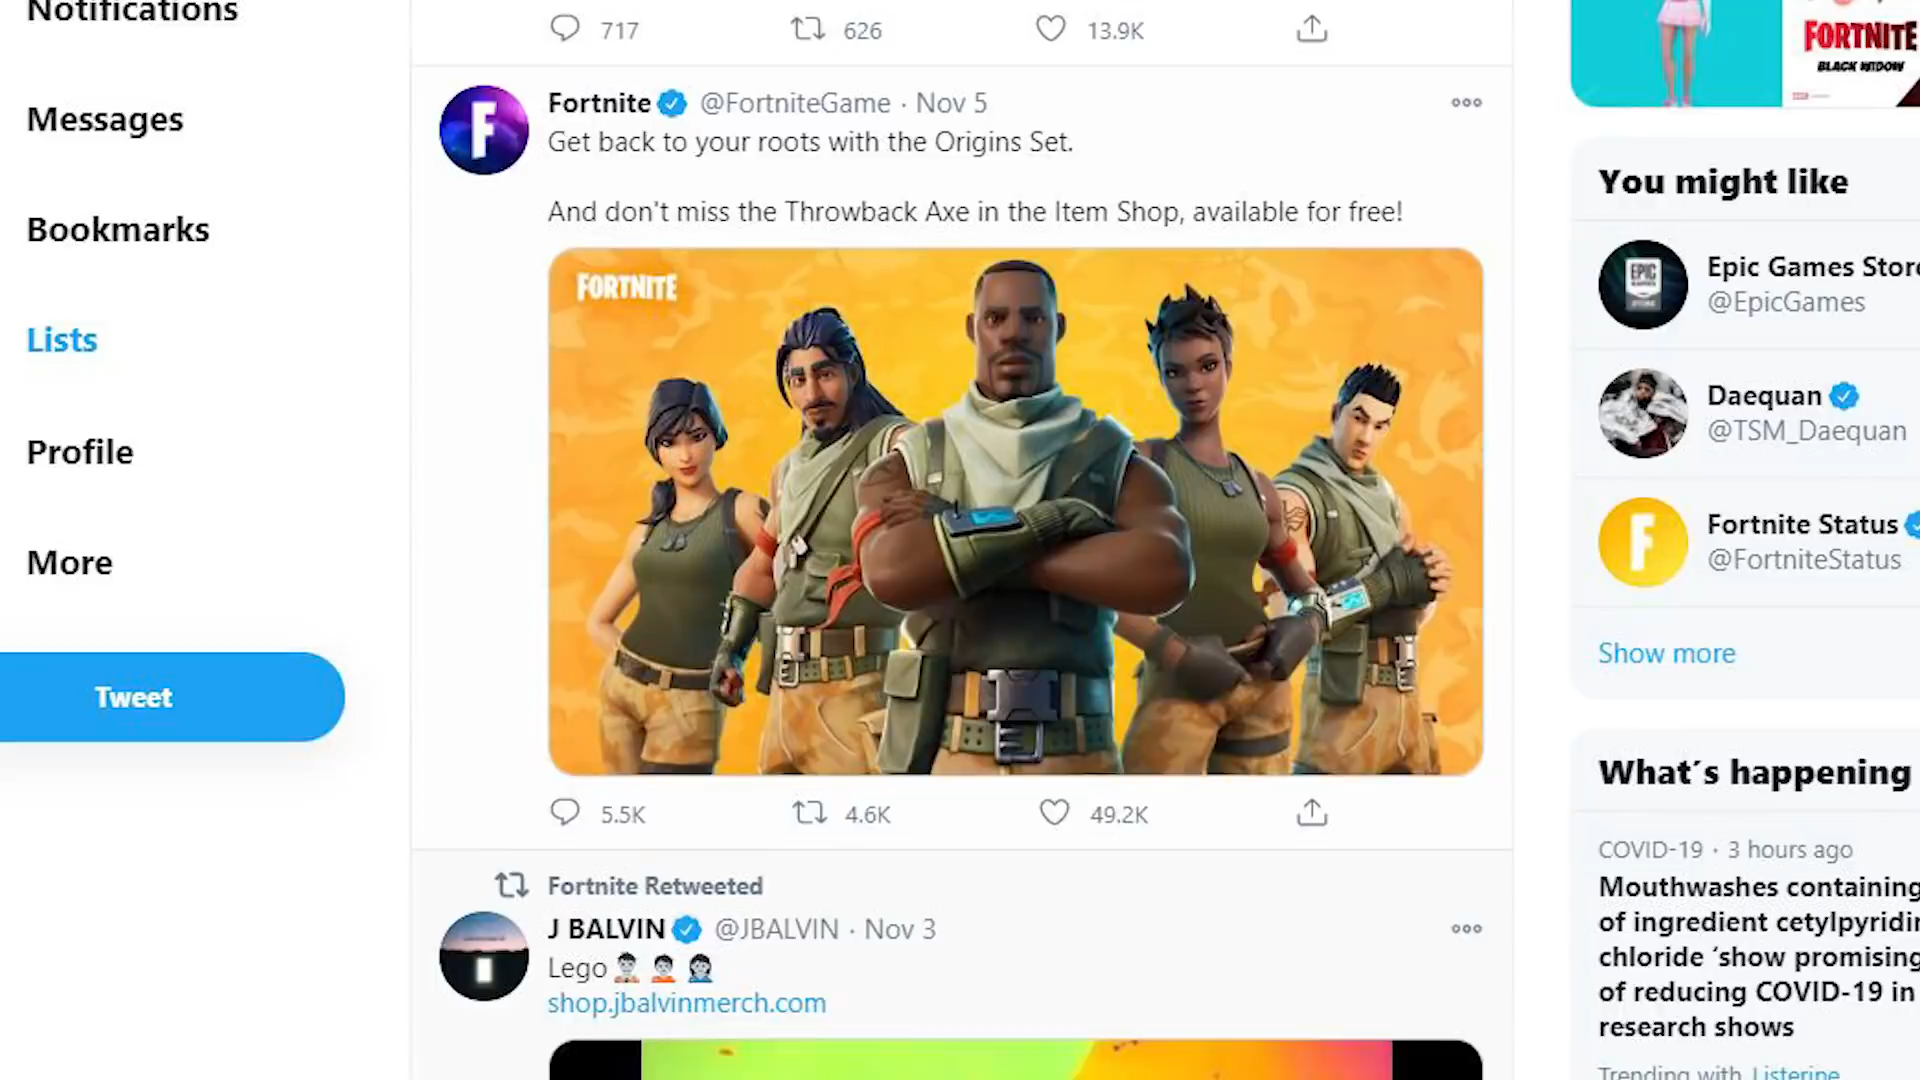 Notifications
Messages
Bookmarks
Lists
Profile
More
Tweet
717 626 13.9K
Fortnite @FortniteGame · Nov 5
Get back to your roots with the Origins Set.
And don't miss the Throwback Axe in the Item Shop, available for free!
FORTNITE
5.5K 4.6K 49.2K
Fortnite Retweeted
J BALVIN @JBALVIN · Nov 3
Lego
shop.jbalvinmerch.com
FORTNITE
BLACK WIDOW
You might like
EPIC
Epic Games Store
@EpicGames
Daequan
@TSM_Daequan
Fortnite Status
@FortniteStatus
Show more
What's happening
COVID-19 · 3 hours ago
Mouthwashes containing
of ingredient cetylpyridin
chloride ‘show promising
of reducing COVID-19 in
research shows
Trending with Listerine